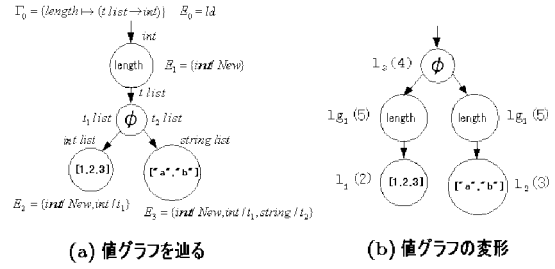 Γ₀ = {length ↦ (t list → int)} E₀ = Id
int
length
E₁ = {int/New}
t list
t₁ list
ϕ
t₂ list
int list
string list
[1,2,3]
["a","b"]
E₂ = {int/New, int/t₁}
E₃ = {int/New, int/t₁, string/t₂}
(a) 値グラフを辿る
l₃ (4)
ϕ
lg₁ (5)
length
length
lg₁ (5)
l₁ (2)
[1,2,3]
["a","b"]
l₂ (3)
(b) 値グラフの変形